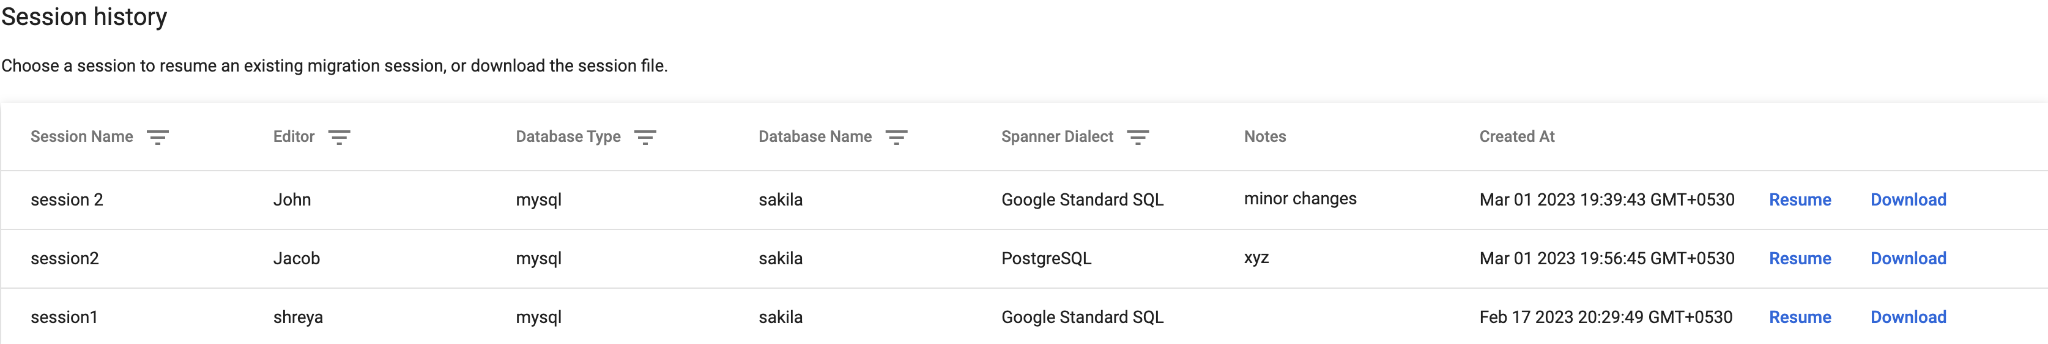 Session history
Choose a session to resume an existing migration session, or download the session file.
Session Name Editor Database Type Database Name Spanner Dialect Notes Created At
session 2 John mysql sakila Google Standard SQL minor changes Mar 01 2023 19:39:43 GMT+0530 Resume Download
session2 Jacob mysql sakila PostgreSQL xyz Mar 01 2023 19:56:45 GMT+0530 Resume Download
session1 shreya mysql sakila Google Standard SQL Feb 17 2023 20:29:49 GMT+0530 Resume Download